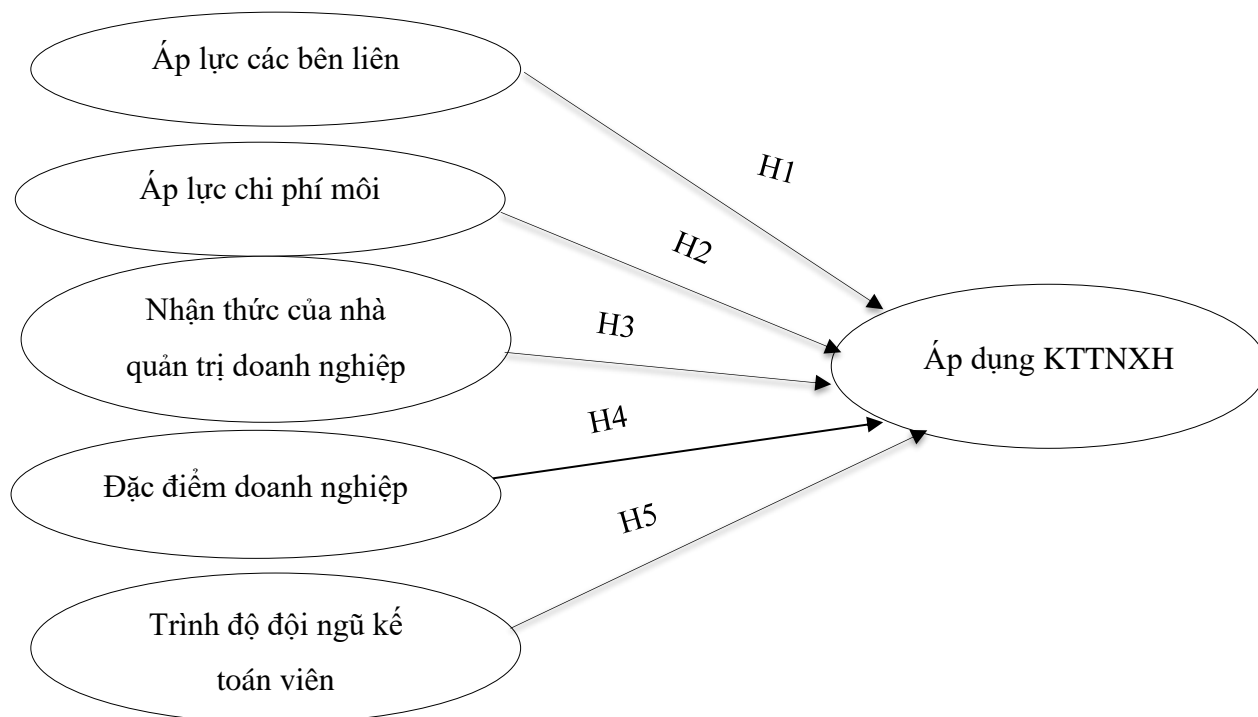 Áp lực các bên liên
H1
Áp lực chi phí môi
H2
Nhận thức của nhà
quản trị doanh nghiệp
H3
Áp dụng KTTNXH
H4
Đặc điểm doanh nghiệp
H5
Trình độ đội ngũ kế
toán viên